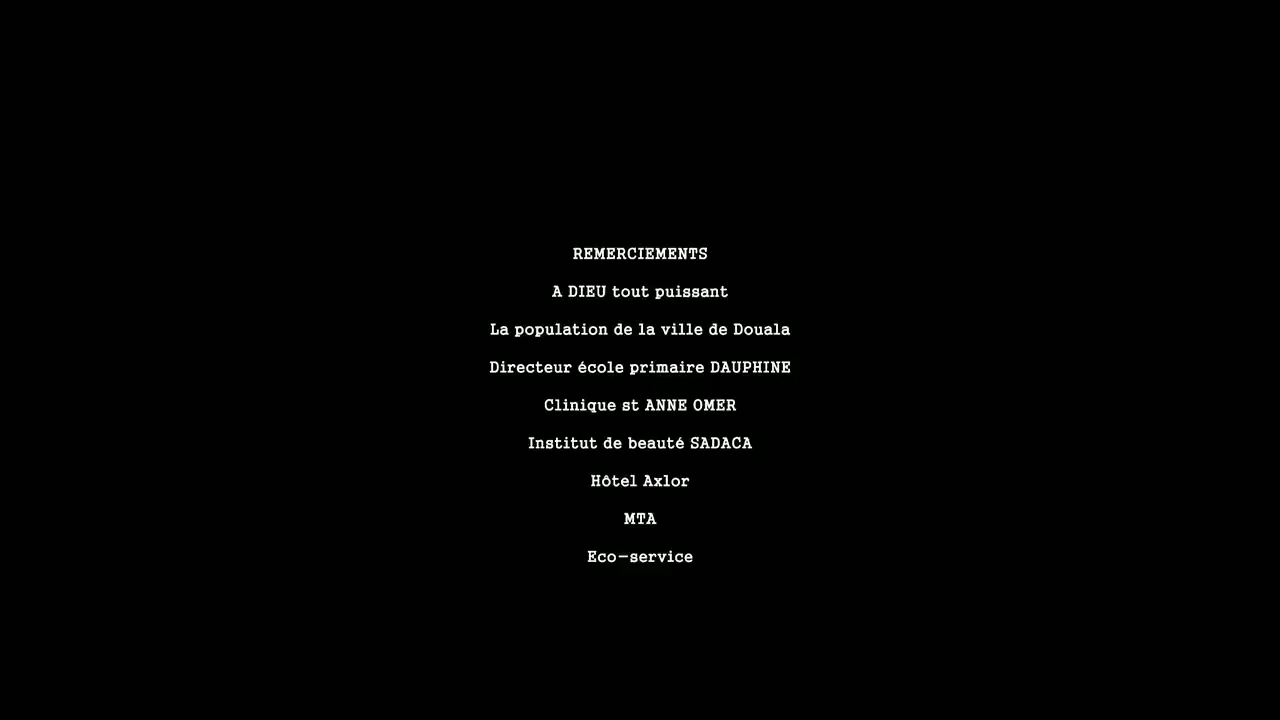 REMERCIEMENTS
A DIEU tout puissant
La population de la ville de Douala
Directeur école primaire DAUPHINE
Clinique st ANNE OMER
Institut de beauté SADACA
Hôtel Axlor
MTA
Eco-service